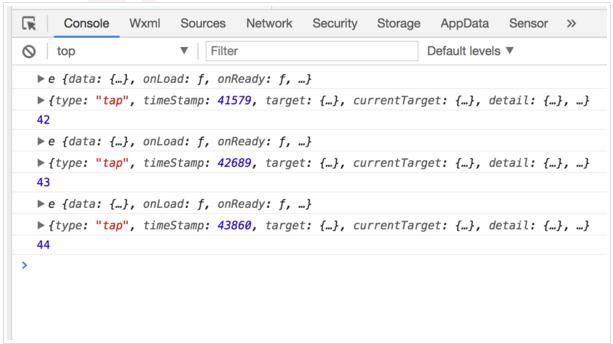 Console Wxml Sources Network Security Storage AppData Sensor »
top ▼ Filter Default levels ▼
▶e {data: {…}, onLoad: ƒ, onReady: ƒ, …}
▶{type: "tap", timeStamp: 41579, target: {…}, currentTarget: {…}, detail: {…}, …}
42
▶e {data: {…}, onLoad: ƒ, onReady: ƒ, …}
▶{type: "tap", timeStamp: 42689, target: {…}, currentTarget: {…}, detail: {…}, …}
43
▶e {data: {…}, onLoad: ƒ, onReady: ƒ, …}
▶{type: "tap", timeStamp: 43860, target: {…}, currentTarget: {…}, detail: {…}, …}
44
>